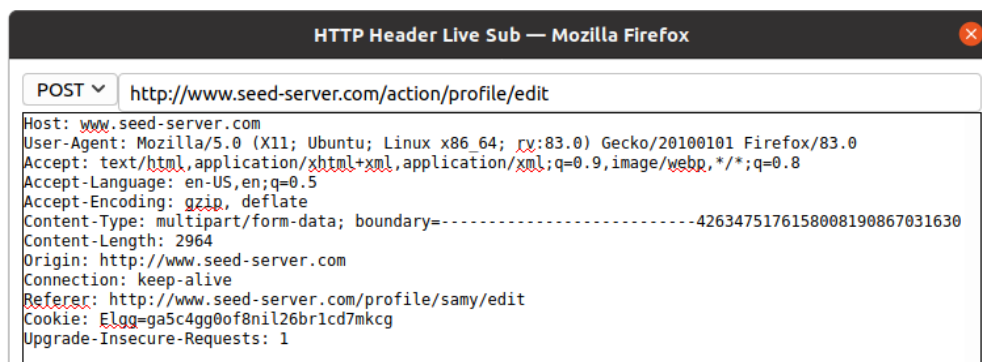 HTTP Header Live Sub — Mozilla Firefox
POST
http://www.seed-server.com/action/profile/edit
Host: www.seed-server.com
User-Agent: Mozilla/5.0 (X11; Ubuntu; Linux x86_64; rv:83.0) Gecko/20100101 Firefox/83.0
Accept: text/html,application/xhtml+xml,application/xml;q=0.9,image/webp,*/*;q=0.8
Accept-Language: en-US,en;q=0.5
Accept-Encoding: gzip, deflate
Content-Type: multipart/form-data; boundary=---------------------------42634751761580081908670​31630
Content-Length: 2964
Origin: http://www.seed-server.com
Connection: keep-alive
Referer: http://www.seed-server.com/profile/samy/edit
Cookie: Elgg=ga5c4gg0of8nil26br1cd7mkcg
Upgrade-Insecure-Requests: 1